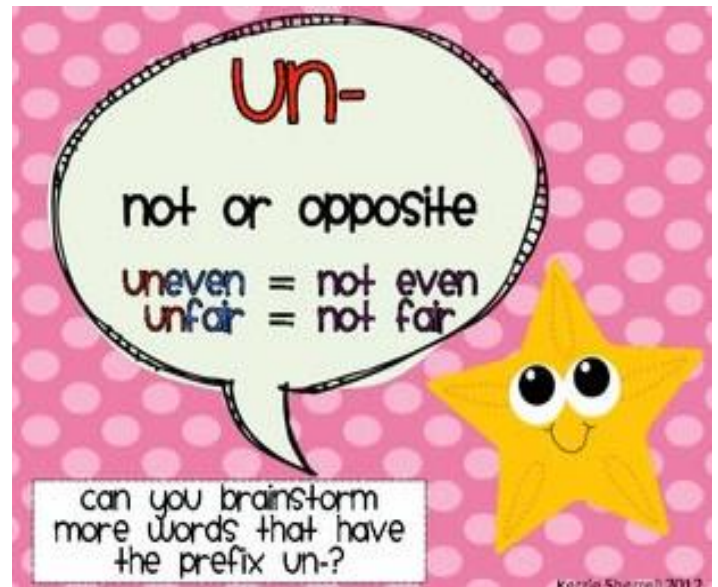 un-
not or opposite
uneven = not even
unfair = not fair
can you brainstorm
more words that have
the prefix un-?
2012